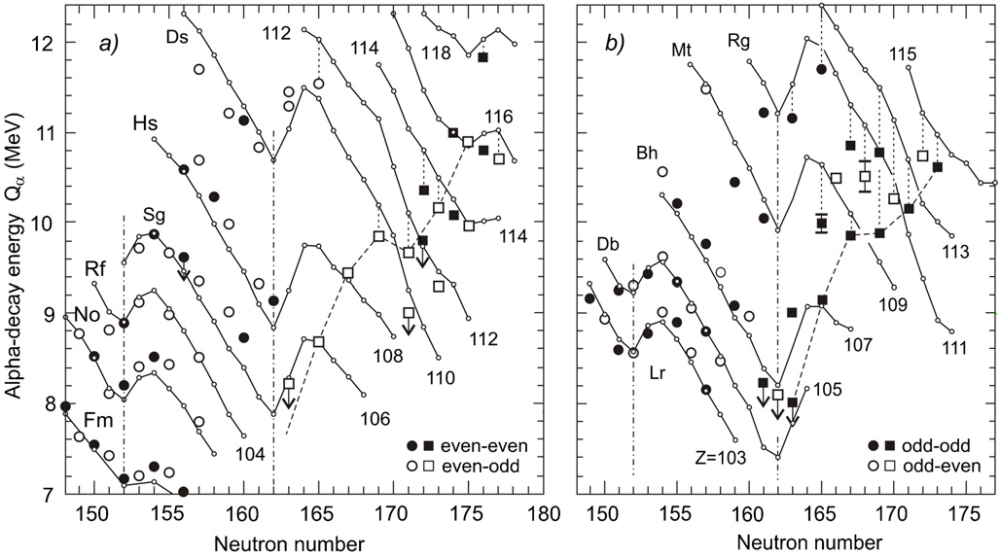 a)
b)
Alpha-decay energy Qα (MeV)
12
11
10
9
8
7
Ds
112
114
118
116
Hs
Sg
Rf
No
Fm
114
112
110
108
106
104
even-even
even-odd
150
155
160
165
170
175
180
Neutron number
Mt
Rg
115
Bh
Db
Lr
113
111
109
107
105
Z=103
odd-odd
odd-even
150
155
160
165
170
175
Neutron number